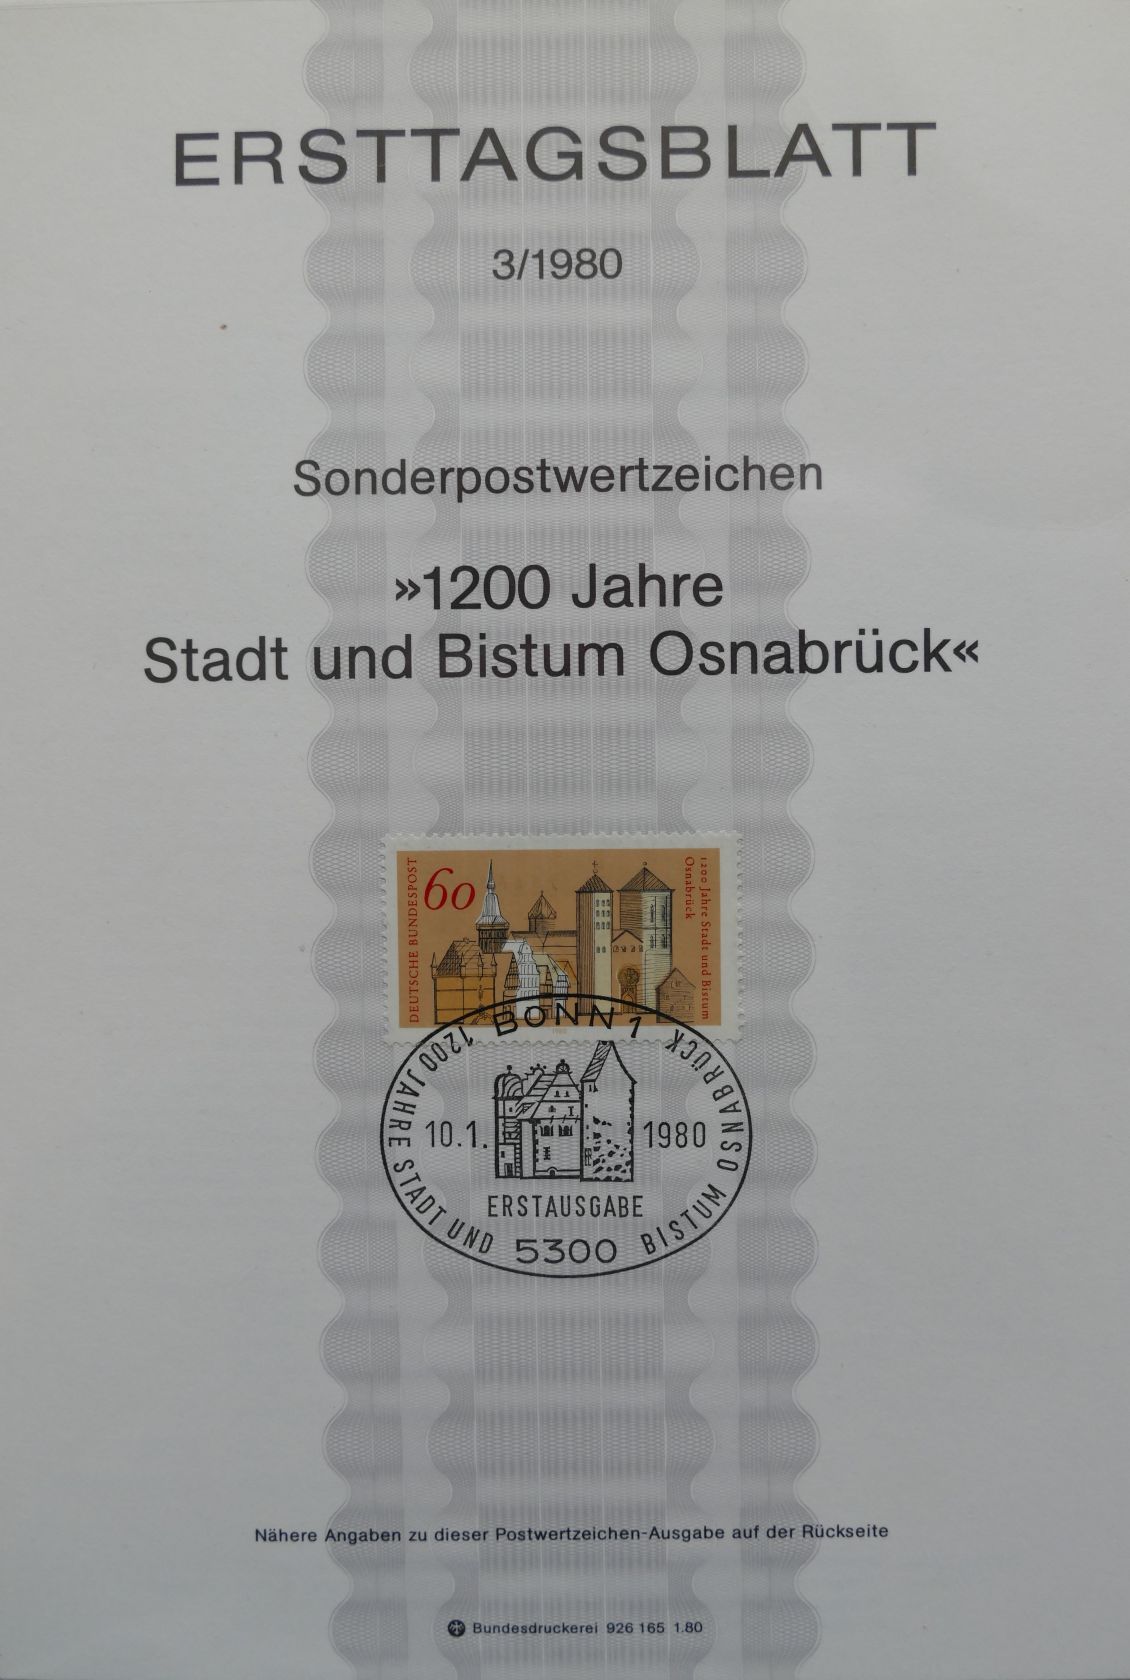 ERSTTAGSBLATT
3/1980
Sonderpostwertzeichen
»1200 Jahre
Stadt und Bistum Osnabrück«
DEUTSCHE BUNDESPOST
60
1200 Jahre Stadt und Bistum
Osnabrück
1980
BONN 1
1200 JAHRE STADT UND BISTUM OSNABRÜCK
10.1. 1980
ERSTAUSGABE
5300
Nähere Angaben zu dieser Postwertzeichen-Ausgabe auf der Rückseite
Bundesdruckerei 926 165 1.80